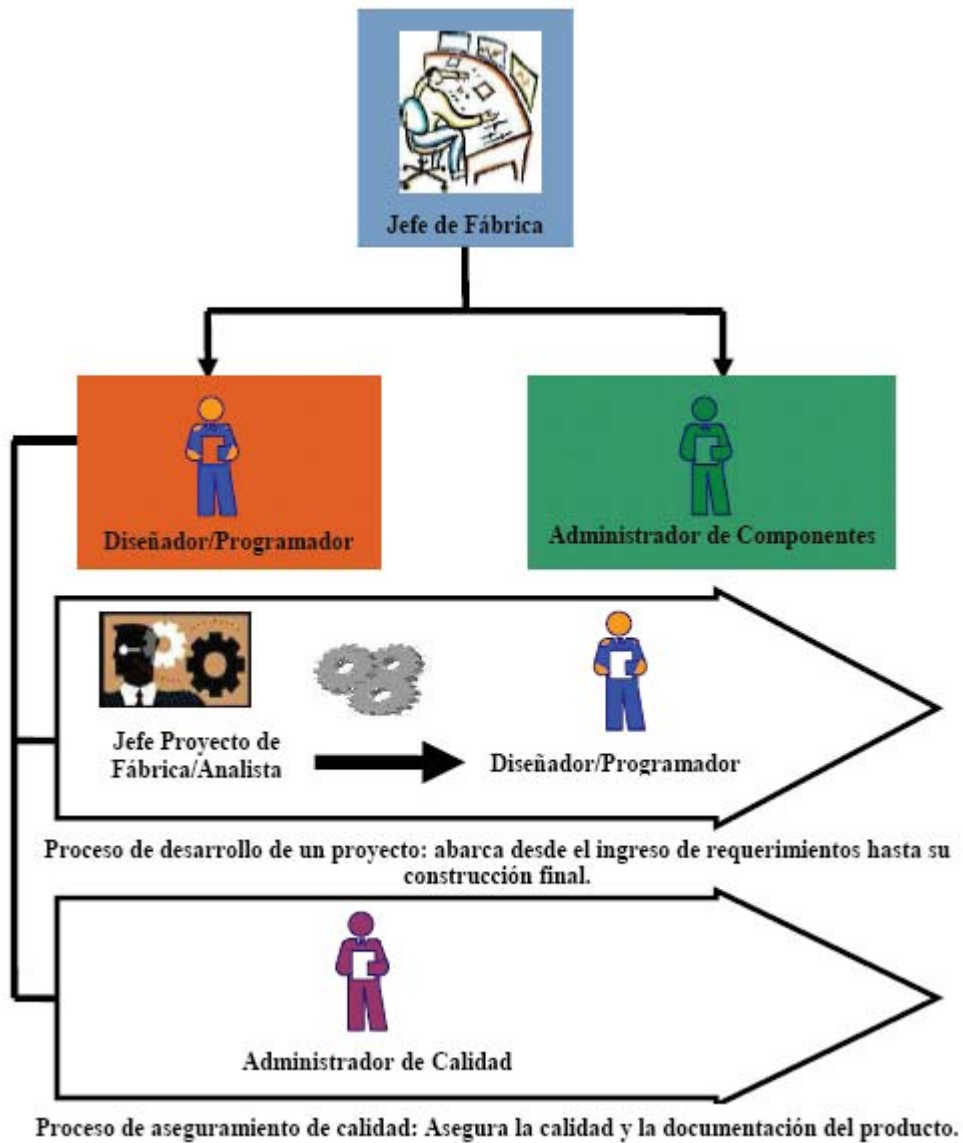 Jefe de Fábrica
Diseñador/Programador
Administrador de Componentes
Jefe Proyecto de
Fábrica/Analista
Diseñador/Programador
Proceso de desarrollo de un proyecto: abarca desde el ingreso de requerimientos hasta su
construcción final.
Administrador de Calidad
Proceso de aseguramiento de calidad: Asegura la calidad y la documentación del producto.